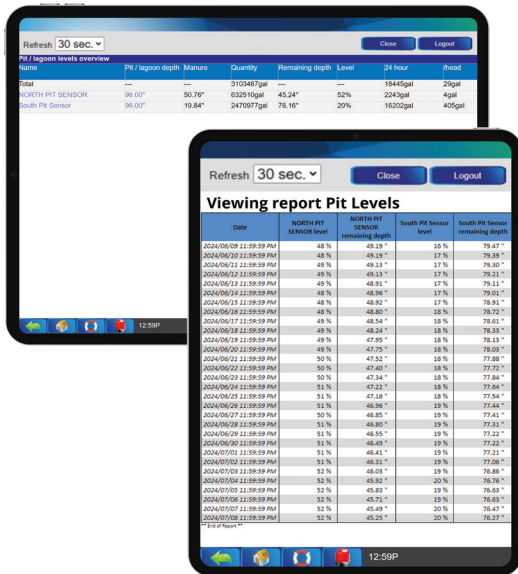 Refresh 30 sec. Close Logout
Pit / lagoon levels overview
Name Pit / lagoon depth Manure Quantity Remaining depth Level 24 hour /head
Total --- --- 3103487gal --- --- 18445gal 29gal
NORTH PIT SENSOR 96.00" 50.76" 632510gal 45.24" 52% 2243gal 4gal
South Pit Sensor 96.00" 19.84" 2470977gal 76.16" 20% 16202gal 405gal
12:59P
Refresh 30 sec. Close Logout
Viewing report Pit Levels
Date NORTH PIT SENSOR level NORTH PIT SENSOR remaining depth South Pit Sensor level South Pit Sensor remaining depth
2024/06/09 11:59:59 PM 48 % 49.19 " 16 % 79.47 "
2024/06/10 11:59:59 PM 48 % 49.19 " 17 % 79.39 "
2024/06/11 11:59:59 PM 49 % 49.13 " 17 % 79.30 "
2024/06/12 11:59:59 PM 49 % 49.13 " 17 % 79.21 "
2024/06/13 11:59:59 PM 49 % 48.91 " 17 % 79.11 "
2024/06/14 11:59:59 PM 48 % 48.96 " 17 % 79.01 "
2024/06/15 11:59:59 PM 48 % 48.92 " 17 % 78.91 "
2024/06/16 11:59:59 PM 48 % 48.80 " 18 % 78.72 "
2024/06/17 11:59:59 PM 49 % 48.54 " 18 % 78.61 "
2024/06/18 11:59:59 PM 49 % 48.24 " 18 % 78.33 "
2024/06/19 11:59:59 PM 49 % 47.95 " 18 % 78.13 "
2024/06/20 11:59:59 PM 49 % 47.75 " 18 % 78.03 "
2024/06/21 11:59:59 PM 50 % 47.52 " 18 % 77.88 "
2024/06/22 11:59:59 PM 50 % 47.40 " 18 % 77.72 "
2024/06/23 11:59:59 PM 50 % 47.34 " 18 % 77.84 "
2024/06/24 11:59:59 PM 51 % 47.22 " 18 % 77.64 "
2024/06/25 11:59:59 PM 51 % 47.16 " 18 % 77.54 "
2024/06/26 11:59:59 PM 51 % 46.96 " 19 % 77.44 "
2024/06/27 11:59:59 PM 51 % 46.85 " 19 % 77.41 "
2024/06/28 11:59:59 PM 51 % 46.80 " 19 % 77.31 "
2024/06/29 11:59:59 PM 51 % 46.55 " 19 % 77.22 "
2024/06/30 11:59:59 PM 51 % 46.49 " 19 % 77.22 "
2024/07/01 11:59:59 PM 51 % 46.41 " 19 % 77.21 "
2024/07/02 11:59:59 PM 51 % 46.31 " 19 % 77.06 "
2024/07/03 11:59:59 PM 52 % 46.03 " 19 % 76.86 "
2024/07/04 11:59:59 PM 52 % 45.92 " 20 % 76.76 "
2024/07/05 11:59:59 PM 52 % 45.83 " 19 % 76.63 "
2024/07/06 11:59:59 PM 52 % 45.71 " 19 % 76.63 "
2024/07/07 11:59:59 PM 52 % 45.49 " 20 % 76.47 "
2024/07/08 11:59:59 PM 52 % 45.25 " 20 % 76.27 "
** End of Report **
12:59P